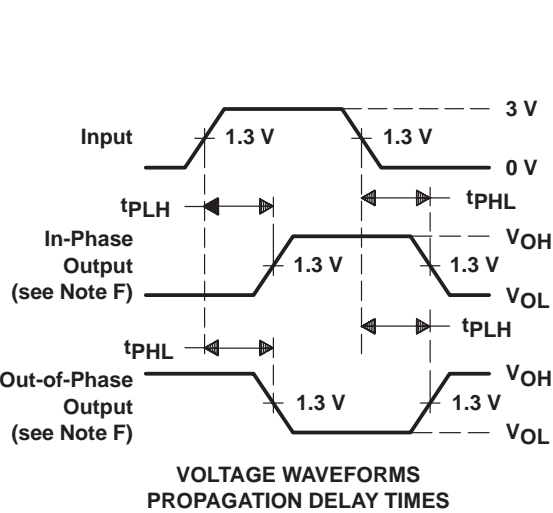 3 V
Input
1.3 V
1.3 V
0 V
tPLH
tPHL
In-Phase
Output
(see Note F)
VOH
1.3 V
1.3 V
VOL
tPHL
tPLH
Out-of-Phase
Output
(see Note F)
VOH
1.3 V
1.3 V
VOL
VOLTAGE WAVEFORMS
PROPAGATION DELAY TIMES